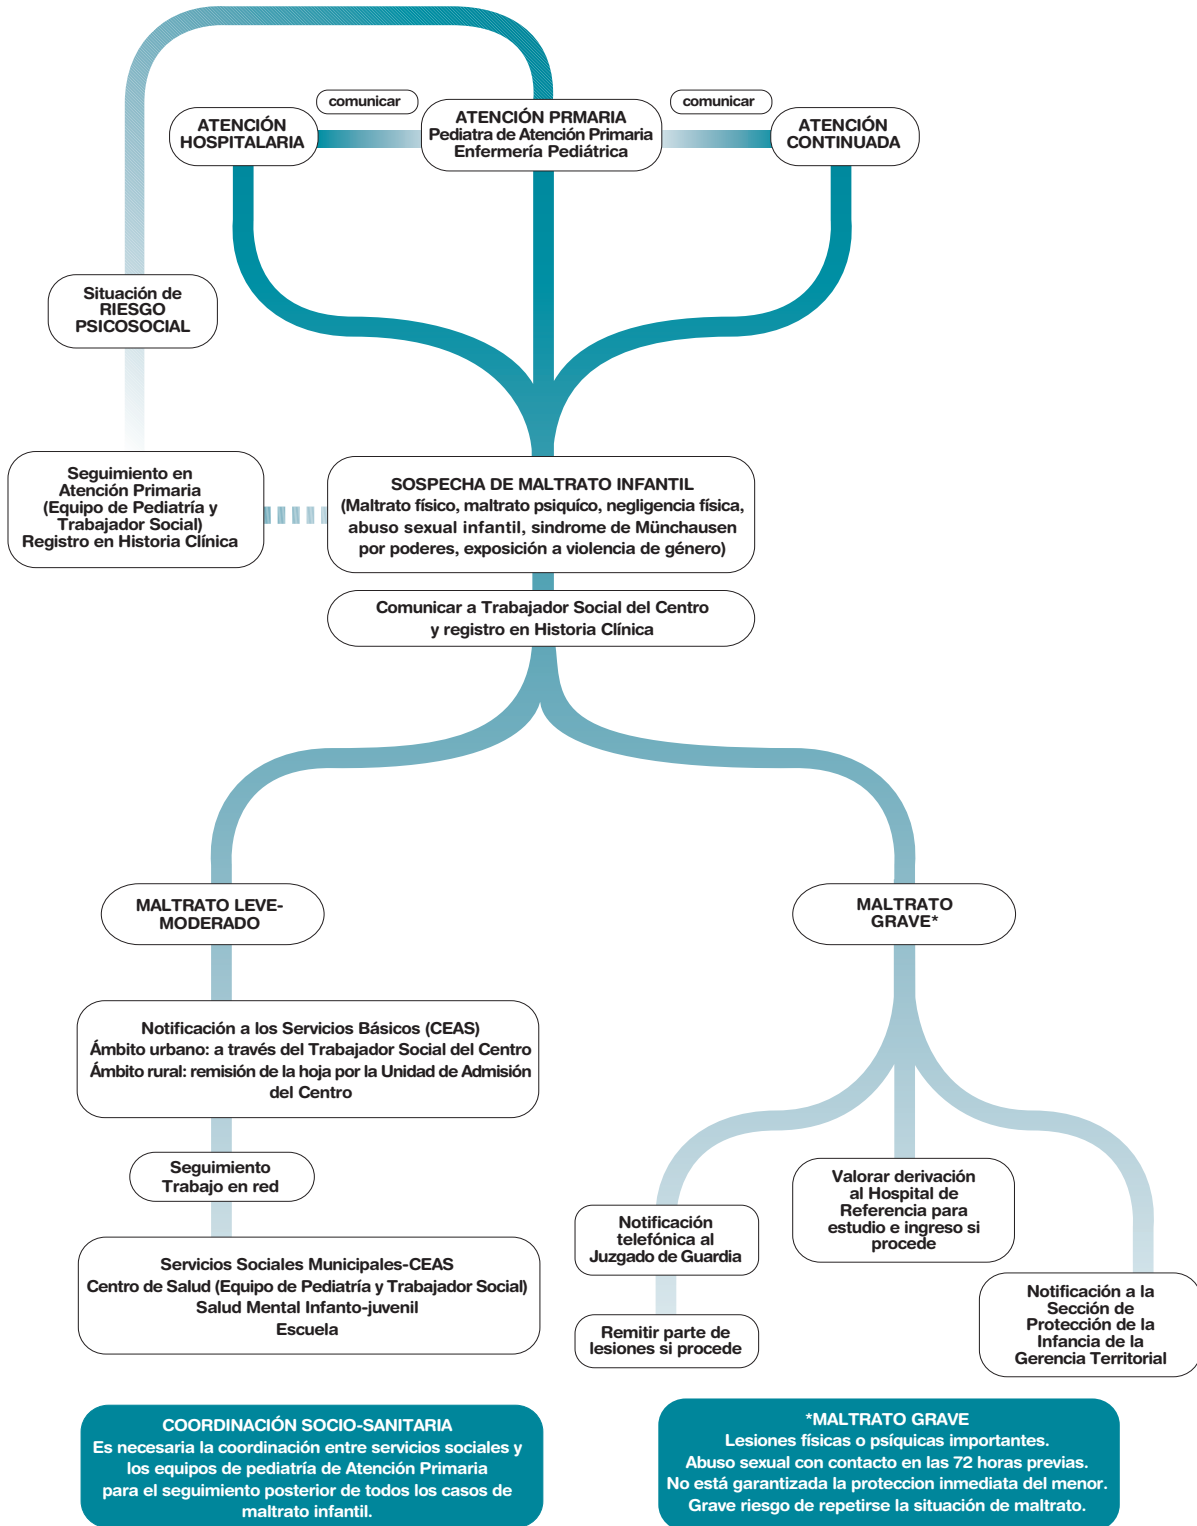 comunicar
comunicar
ATENCIÓN
HOSPITALARIA
ATENCIÓN PRMARIA
Pediatra de Atención Primaria
Enfermería Pediátrica
ATENCIÓN
CONTINUADA
Situación de
RIESGO
PSICOSOCIAL
Seguimiento en
Atención Primaria
(Equipo de Pediatría y
Trabajador Social)
Registro en Historia Clínica
SOSPECHA DE MALTRATO INFANTIL
(Maltrato físico, maltrato psiquíco, negligencia física,
abuso sexual infantil, sindrome de Münchausen
por poderes, exposición a violencia de género)
Comunicar a Trabajador Social del Centro
y registro en Historia Clínica
MALTRATO LEVE-
MODERADO
MALTRATO
GRAVE*
Notificación a los Servicios Básicos (CEAS)
Ámbito urbano: a través del Trabajador Social del Centro
Ámbito rural: remisión de la hoja por la Unidad de Admisión
del Centro
Seguimiento
Trabajo en red
Servicios Sociales Municipales-CEAS
Centro de Salud (Equipo de Pediatría y Trabajador Social)
Salud Mental Infanto-juvenil
Escuela
Notificación
telefónica al
Juzgado de Guardia
Remitir parte de
lesiones si procede
Valorar derivación
al Hospital de
Referencia para
estudio e ingreso si
procede
Notificación a la
Sección de
Protección de la
Infancia de la
Gerencia Territorial
COORDINACIÓN SOCIO-SANITARIA
Es necesaria la coordinación entre servicios sociales y
los equipos de pediatría de Atención Primaria
para el seguimiento posterior de todos los casos de
maltrato infantil.
*MALTRATO GRAVE
Lesiones físicas o psíquicas importantes.
Abuso sexual con contacto en las 72 horas previas.
No está garantizada la proteccion inmediata del menor.
Grave riesgo de repetirse la situación de maltrato.